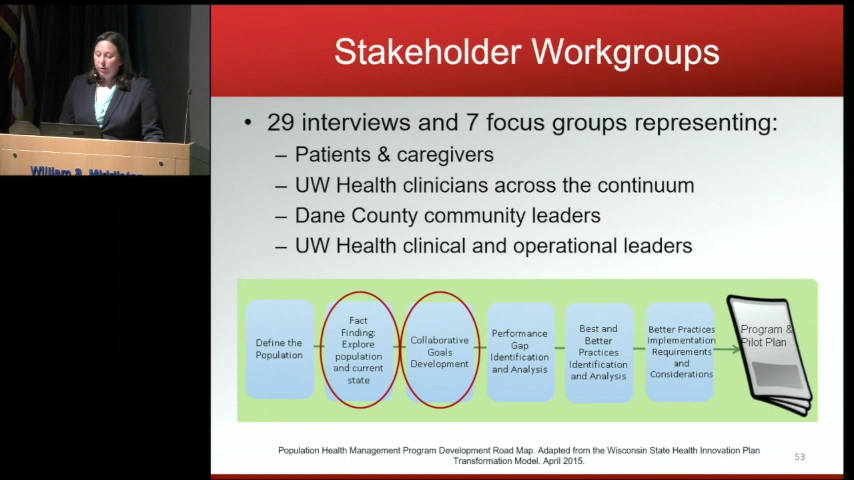 Stakeholder Workgroups
• 29 interviews and 7 focus groups representing:
– Patients & caregivers
– UW Health clinicians across the continuum
– Dane County community leaders
– UW Health clinical and operational leaders
Define the
Population
Fact
Finding:
Explore
population
and current
state
Collaborative
Goals
Development
Performance
Gap
Identification
and Analysis
Best and
Better
Practices
Identification
and Analysis
Better Practices
Implementation
Requirements
and
Considerations
Program &
Pilot Plan
Population Health Management Program Development Road Map. Adapted from the Wisconsin State Health Innovation Plan
Transformation Model. April 2015.
53
William S. Middleton